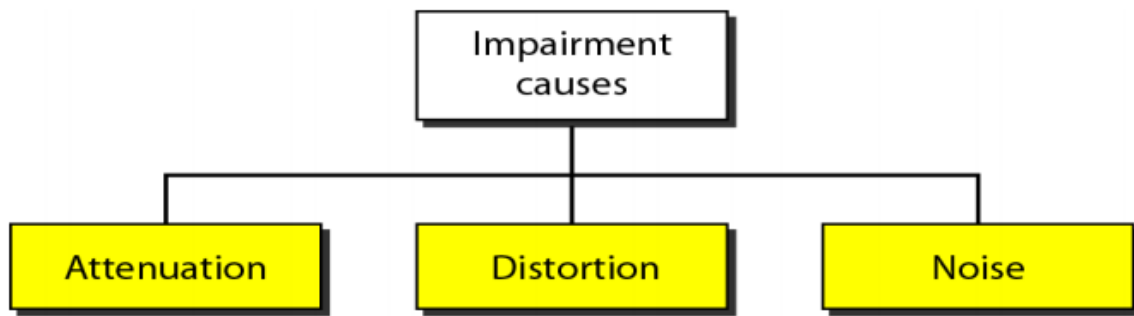 Impairment
causes
Attenuation
Distortion
Noise